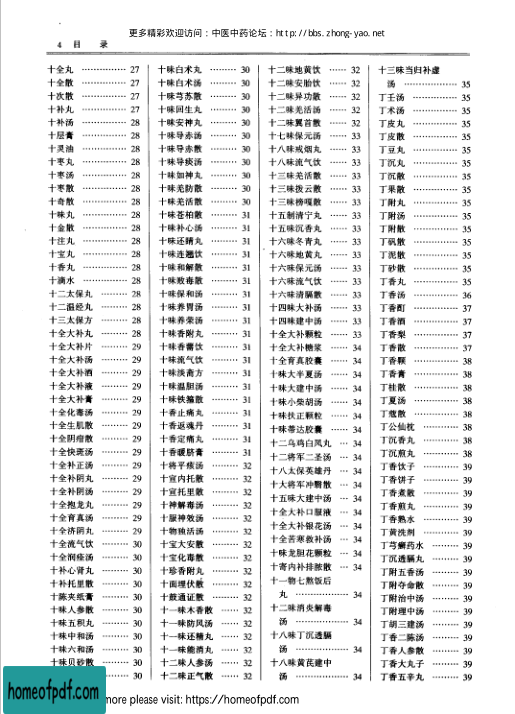 更多精彩欢迎访问：中医中药论坛：http://bbs.zhong-yao.net
4 目 录
十全丸 …………… 27
十全散 …………… 27
十次散 …………… 27
十补丸 …………… 27
十补汤 …………… 28
十层膏 …………… 28
十灵油 …………… 28
十枣丸 …………… 28
十枣汤 …………… 28
十枣散 …………… 28
十奇散 …………… 28
十味丸 …………… 28
十金散 …………… 28
十注丸 …………… 28
十宝丸 …………… 28
十香丸 …………… 28
十滴水 …………… 28
十二太保丸 ……… 28
十二温经丸 ……… 28
十三太保方 ……… 28
十全大补丸 ……… 28
十全大补片 ……… 29
十全大补汤 ……… 29
十全大补酒 ……… 29
十全大补液 ……… 29
十全大补膏 ……… 29
十全化毒汤 ……… 29
十全生肌散 ……… 29
十全阴疳散 ……… 29
十全快斑汤 ……… 29
十全补正汤 ……… 29
十全补阴丸 ……… 29
十全补阴汤 ……… 29
十全抱龙丸 ……… 29
十全育真汤 ……… 29
十全济阴丸 ……… 29
十全流气饮 ……… 30
十全润痿汤 ……… 30
十补心肾丸 ……… 30
十补托里散 ……… 30
十陈夹纸膏 ……… 30
十味人参散 ……… 30
十味五积丸 ……… 30
十味中和汤 ……… 30
十味六和汤 ……… 30
十味贝砂散 ……… 30
30
十味白术丸 ……… 30
十味白术汤 ……… 30
十味芎苏散 ……… 30
十味回生丸 ……… 30
十味安神丸 ……… 30
十味导赤汤 ……… 30
十味导赤散 ……… 30
十味导痰汤 ……… 30
十味如神丸 ……… 30
十味羌防散 ……… 30
十味羌活散 ……… 30
十味苍柏散 ……… 31
十味补心汤 ……… 31
十味还睛丸 ……… 31
十味连翘饮 ……… 31
十味和解散 ……… 31
十味败毒散 ……… 31
十味保和汤 ……… 31
十味养胃汤 ……… 31
十味养荣汤 ……… 31
十味香附丸 ……… 31
十味香薷饮 ……… 31
十味流气饮 ……… 31
十味淡斋方 ……… 31
十味温胆汤 ……… 31
十味铁箍散 ……… 31
十香止痛丸 ……… 31
十香返魂丹 ……… 31
十香定痛丸 ……… 31
十香暖脐膏 ……… 31
十将平痰汤 ……… 32
十宣内托散 ……… 32
十宣托里散 ……… 32
十神解毒汤 ……… 32
十服神效汤 ……… 32
十物独活汤 ……… 32
十宝大安散 ……… 32
十宝化毒散 ……… 32
十珍香附丸 ……… 32
十面埋伏散 ……… 32
十鼓通证散 ……… 32
十一味木香散 …… 32
十一味防风汤 …… 32
十一味还精丸 …… 32
十一味能消丸 …… 32
十二味人参汤 …… 32
十二味正气散 …… 32
十二味地黄饮 …… 32
十二味安胎饮 …… 32
十二味异功散 …… 32
十二味羌活汤 …… 32
十二味翼首散 …… 32
十七味保元汤 …… 33
十八味戒烟丸 …… 33
十八味流气饮 …… 33
十三味羌活散 …… 33
十三味拨云散 …… 33
十三味榜嘎散 …… 33
十五制清宁丸 …… 33
十五味沉香丸 …… 33
十六味冬青丸 …… 33
十六味地黄丸 …… 33
十六味保元汤 …… 33
十六味流气饮 …… 33
十六味清膈散 …… 33
十四味大补汤 …… 33
十四味建中汤 …… 33
十全大补颗粒 …… 33
十全大补糖浆 …… 34
十全育真胶囊 …… 34
十味大半夏汤 …… 34
十味大建中汤 …… 34
十味小柴胡汤 …… 34
十味扶正颗粒 …… 34
十味蒂达胶囊 …… 34
十二乌鸡白凤丸 … 34
十二将军二圣汤 … 34
十八太保英雄丹 … 34
十大将军冲翳散 … 34
十五味大建中汤 … 34
十全大补口服液 … 34
十全大补银花汤 … 34
十全苦寒救补汤 … 34
十味龙胆花颗粒 … 34
十寄内补排脓散 … 34
十一物七熬饭后
丸 ……………… 34
十二味消炎解毒
汤 ……………… 34
十八味丁沉透膈
汤 ……………… 34
十八味黄芪建中
汤 ……………… 34
十三味当归补虚
汤 ……………… 35
丁壬汤 …………… 35
丁术汤 …………… 35
丁皮丸 …………… 35
丁皮散 …………… 35
丁豆丸 …………… 35
丁沉丸 …………… 35
丁沉散 …………… 35
丁果散 …………… 35
丁附丸 …………… 35
丁附汤 …………… 35
丁附散 …………… 35
丁矾散 …………… 35
丁泥散 …………… 35
丁砂散 …………… 35
丁香丸 …………… 35
丁香汤 …………… 36
丁香酊 …………… 37
丁香酒 …………… 37
丁香梨 …………… 37
丁香散 …………… 37
丁香颗 …………… 38
丁香膏 …………… 38
丁桂散 …………… 38
丁夏汤 …………… 38
丁蔻散 …………… 38
丁公仙枕 ………… 38
丁沉香丸 ………… 38
丁沉煎丸 ………… 38
丁香饮子 ………… 39
丁香饼子 ………… 39
丁香煮散 ………… 39
丁香煎丸 ………… 39
丁香熟水 ………… 39
丁黄洗剂 ………… 39
丁芍癣药水 ……… 39
丁沉透膈丸 ……… 39
丁附五香汤 ……… 39
丁附夺命散 ……… 39
丁附治中汤 ……… 39
丁附理中汤 ……… 39
丁胡三建汤 ……… 39
丁香二陈汤 ……… 39
丁香人参散 ……… 39
丁香大丸子 ……… 39
丁香五辛丸 ……… 39
homeofpdf.com
more please visit: https://homeofpdf.com